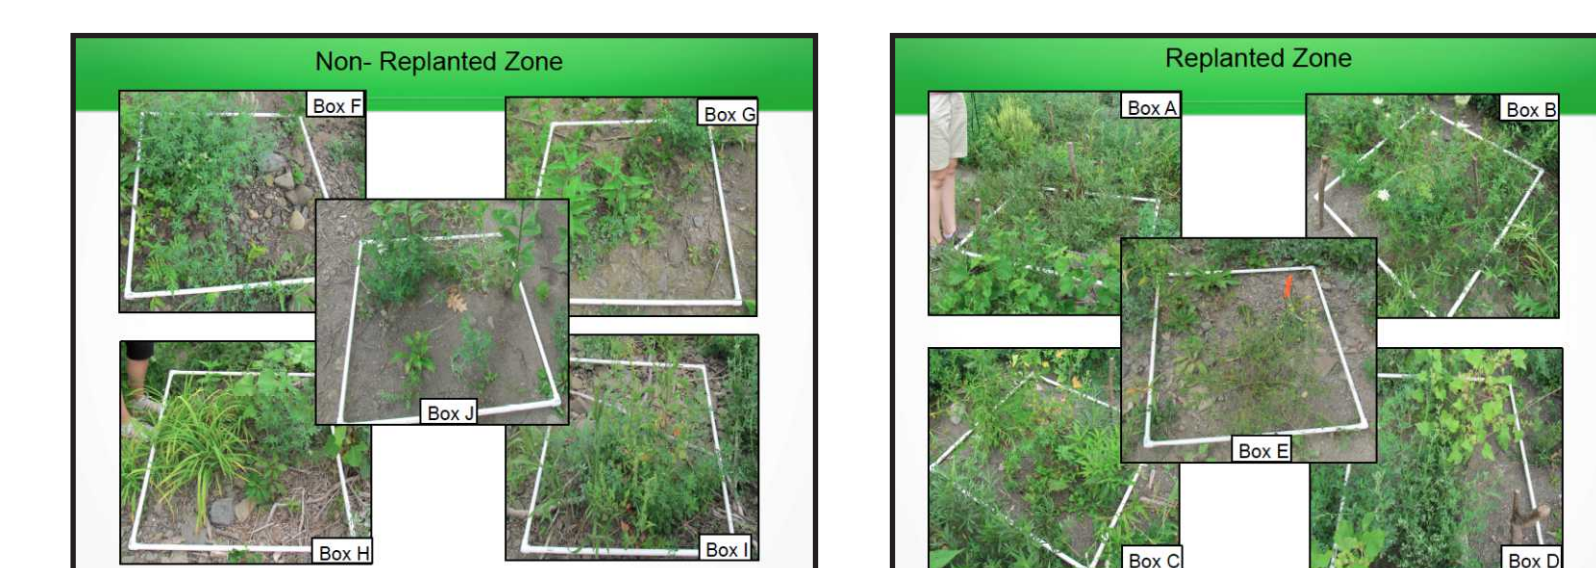 Non- Replanted Zone
Box F
Box G
Box J
Box H
Box I
Replanted Zone
Box A
Box B
Box E
Box C
Box D